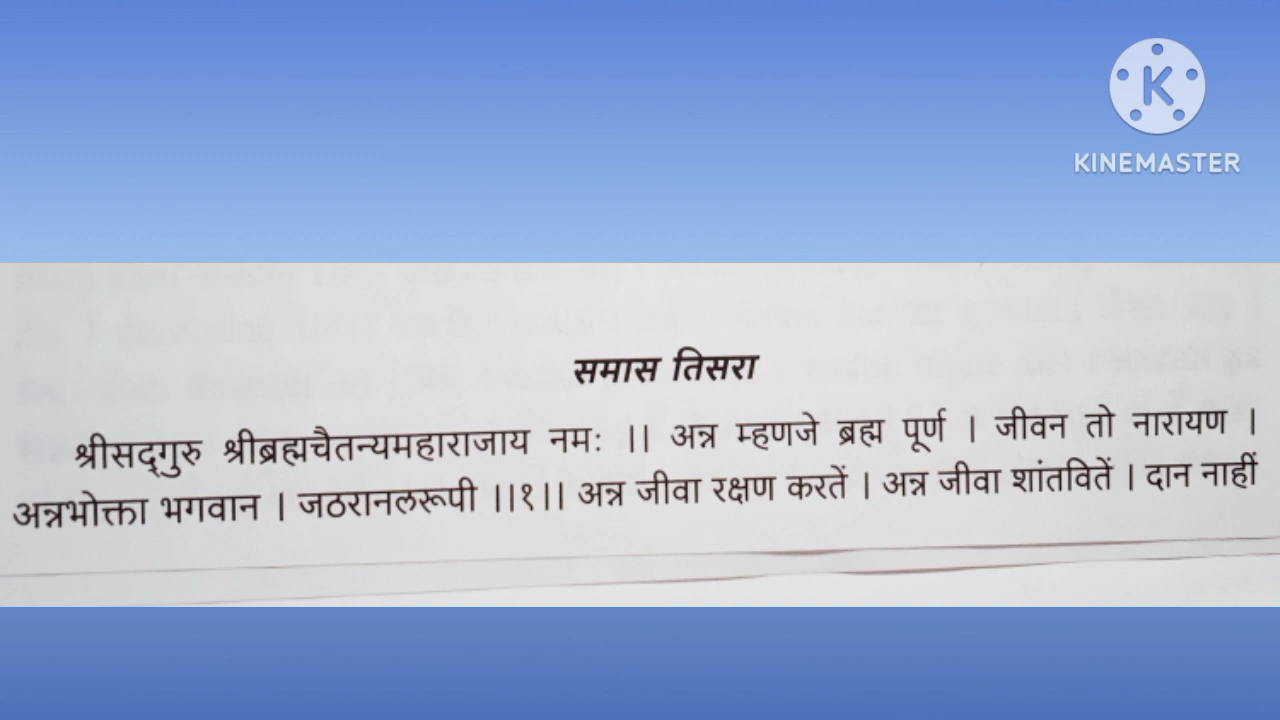 KINEMASTER
समास तिसरा
श्रीसद्‌गुरु श्रीब्रह्मचैतन्यमहाराजाय नमः ।। अन्न म्हणजे ब्रह्म पूर्ण । जीवन तो नारायण ।
अन्नभोक्ता भगवान । जठरानलरूपी ।।१।। अन्न जीवा रक्षण करतें । अन्न जीवा शांतवितें । दान नाहीं